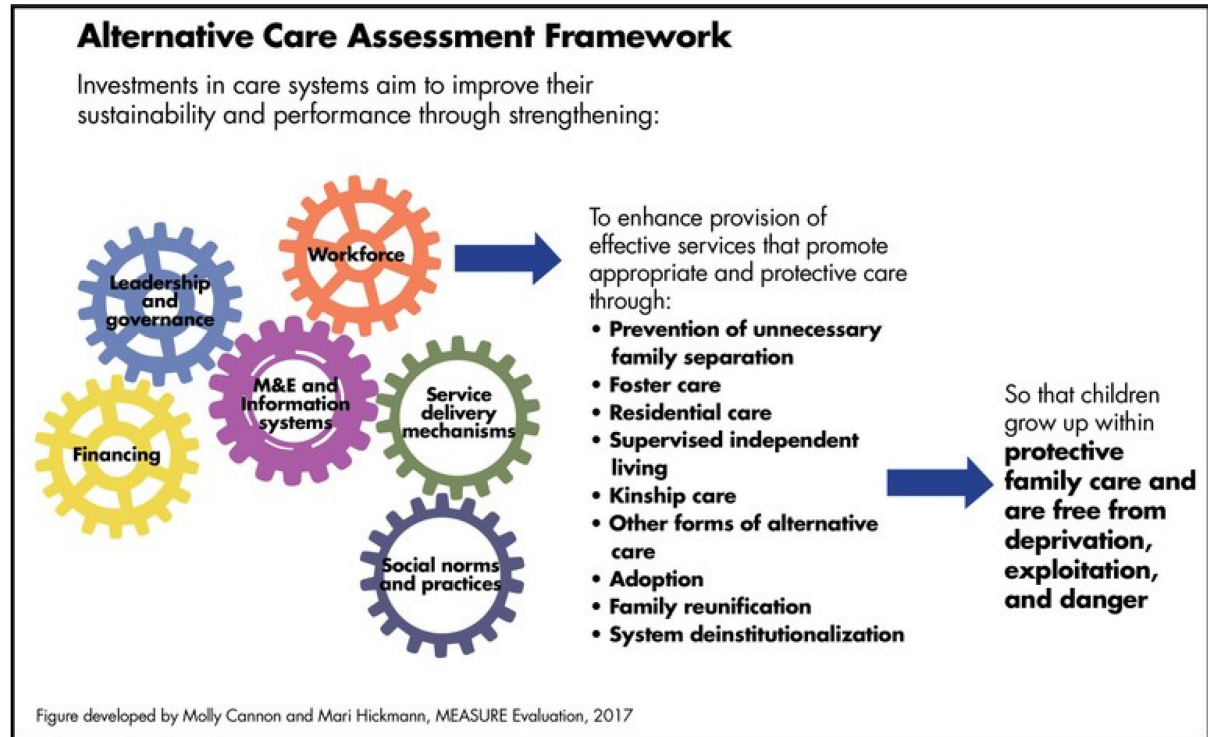 Alternative Care Assessment Framework
Investments in care systems aim to improve their
sustainability and performance through strengthening:
Workforce
Leadership
and
governance
M&E and
Information
systems
Service
delivery
mechanisms
Financing
Social norms
and practices
To enhance provision of
effective services that promote
appropriate and protective care
through:
• Prevention of unnecessary
family separation
• Foster care
• Residential care
• Supervised independent
living
• Kinship care
• Other forms of alternative
care
• Adoption
• Family reunification
• System deinstitutionalization
So that children
grow up within
protective
family care and
are free from
deprivation,
exploitation,
and danger
Figure developed by Molly Cannon and Mari Hickmann, MEASURE Evaluation, 2017